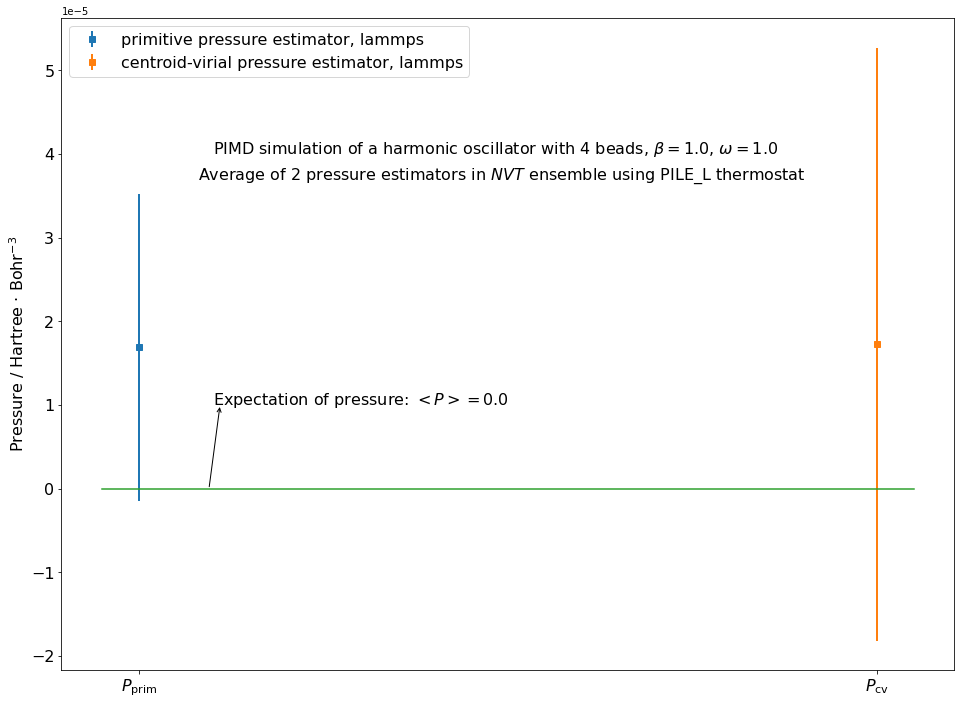 1e−5
primitive pressure estimator, lammps
centroid-virial pressure estimator, lammps
PIMD simulation of a harmonic oscillator with 4 beads, β = 1.0, ω = 1.0
Average of 2 pressure estimators in NVT ensemble using PILE_L thermostat
Expectation of pressure: < P > = 0.0
Pressure / Hartree · Bohr⁻³
5
4
3
2
1
0
−1
−2
P_prim
P_cv